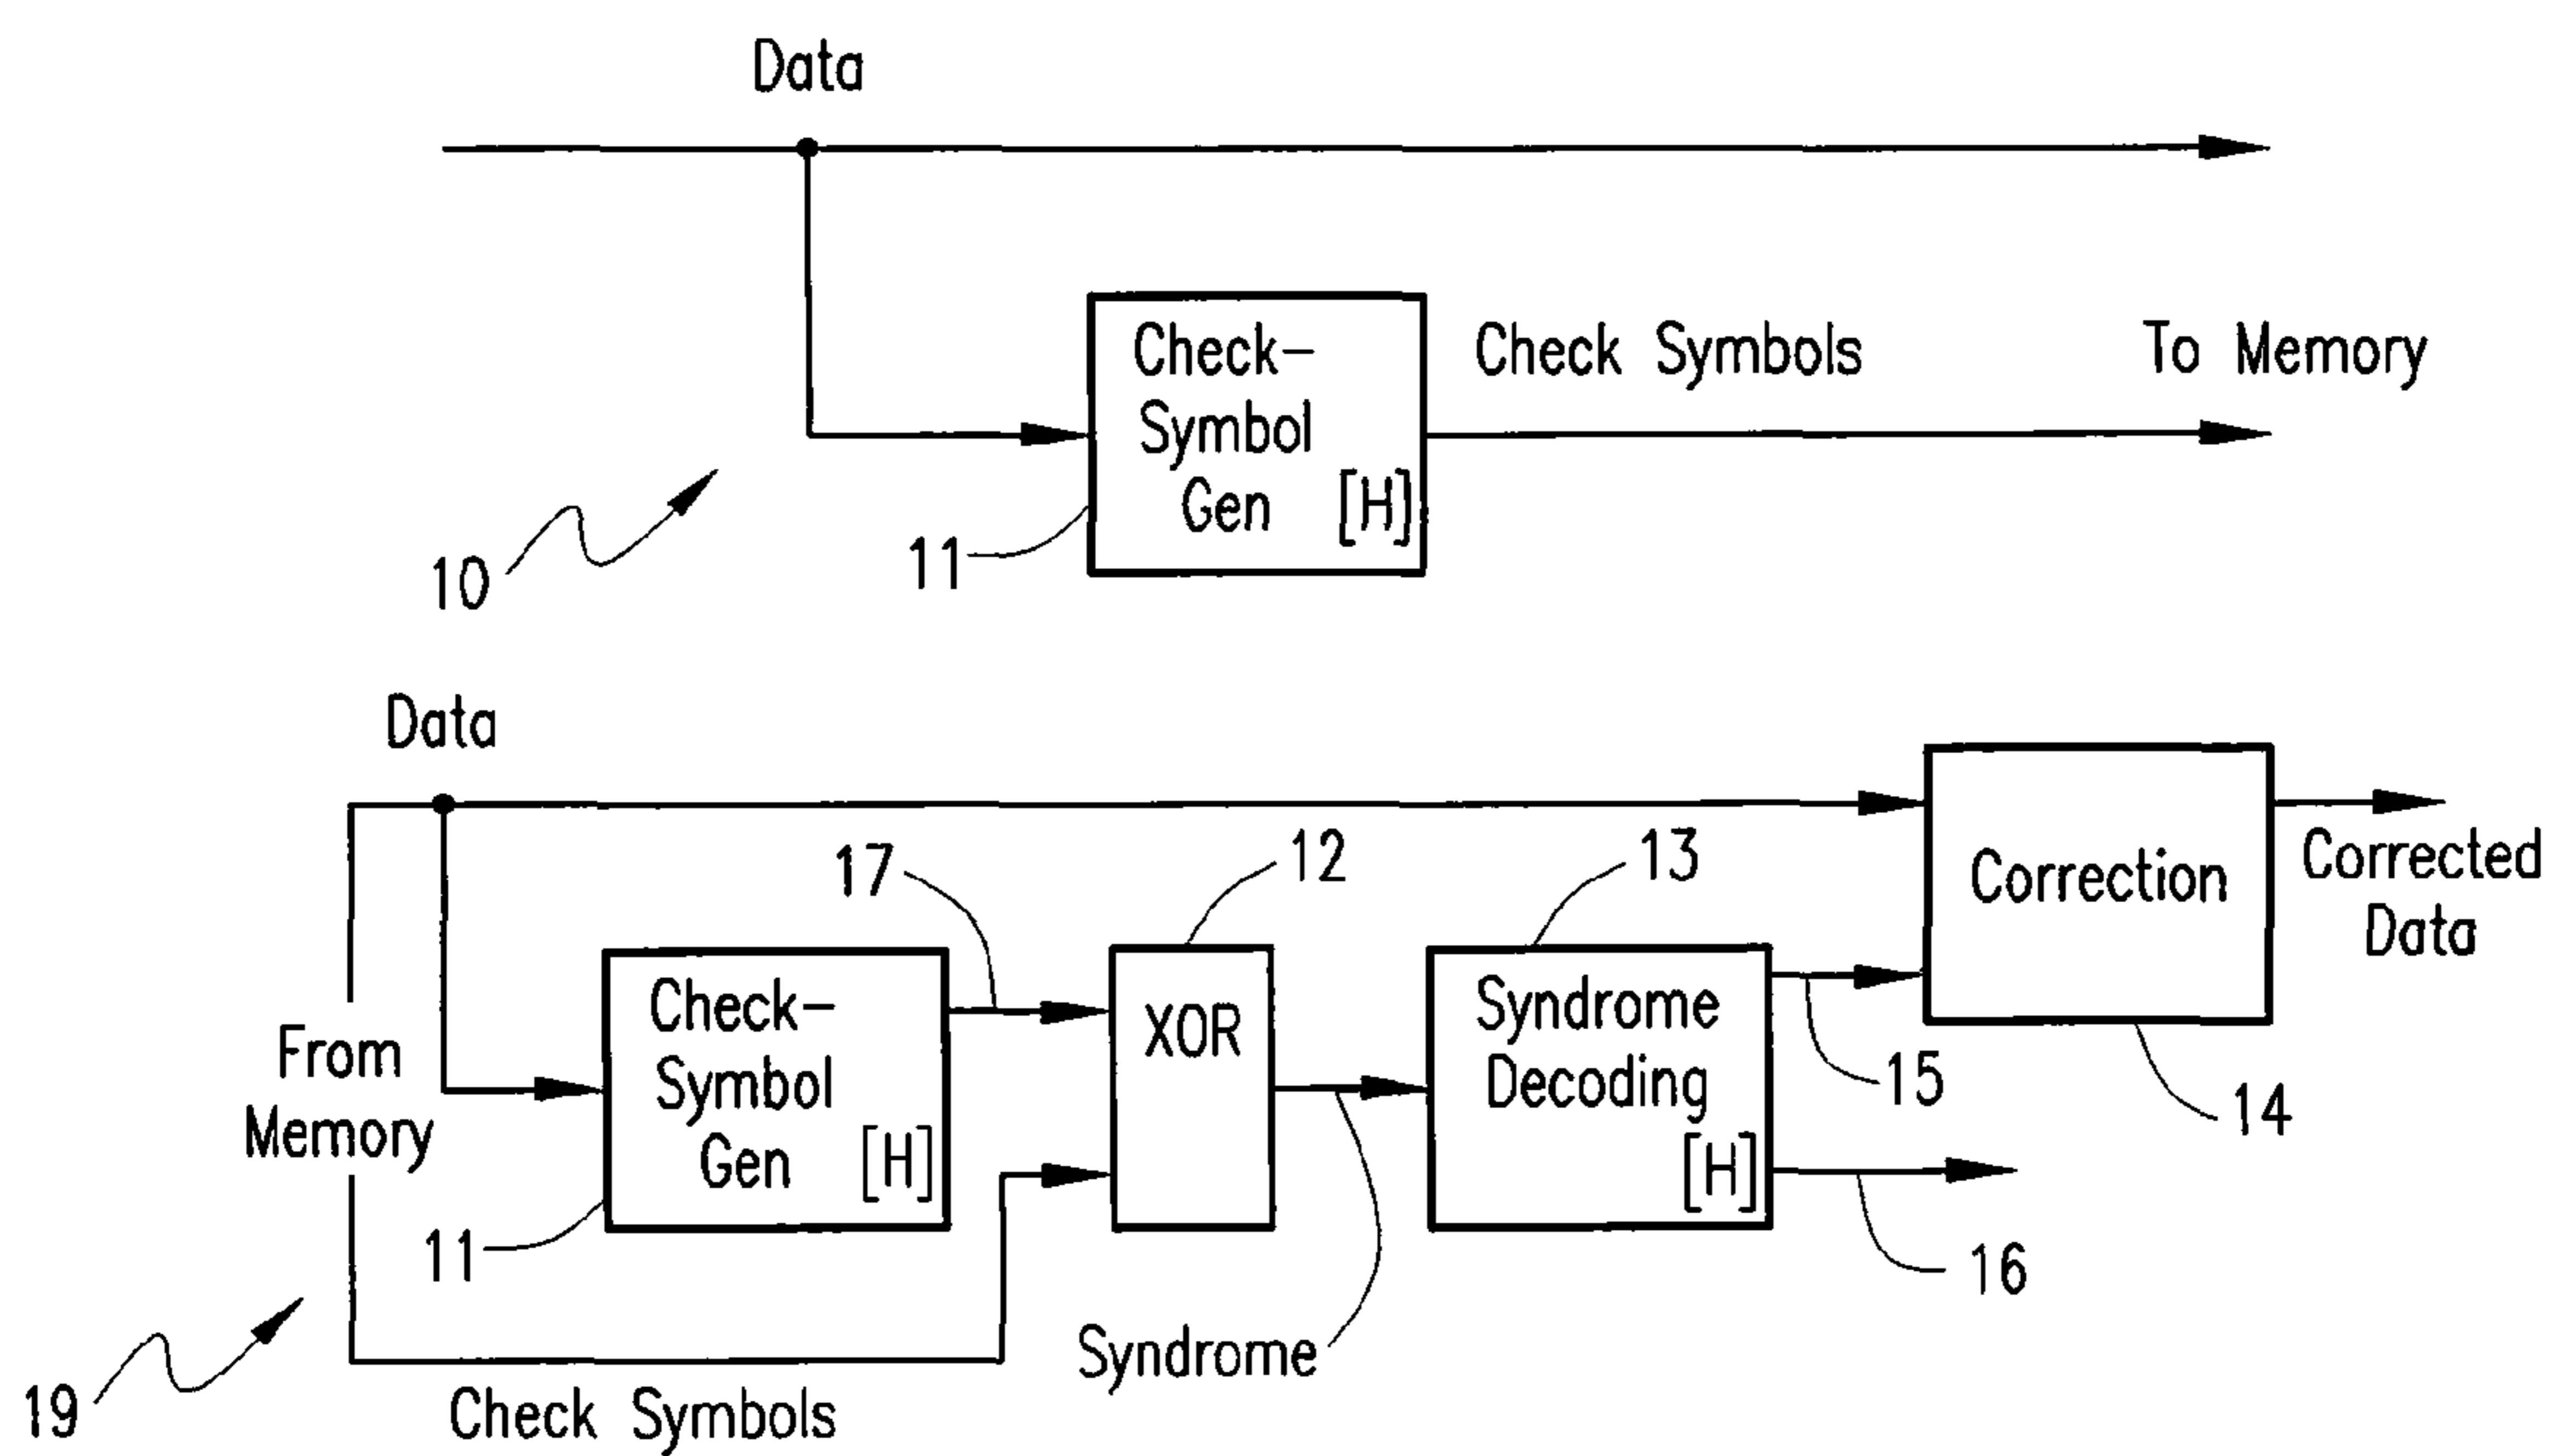 Data
Check-
Symbol
Gen [H]
Check Symbols
To Memory
10
11
Data
17
12
13
Correction
Corrected
Data
From
Memory
Check-
Symbol
Gen [H]
XOR
Syndrome
Decoding
[H]
15
14
11
16
Syndrome
19
Check Symbols